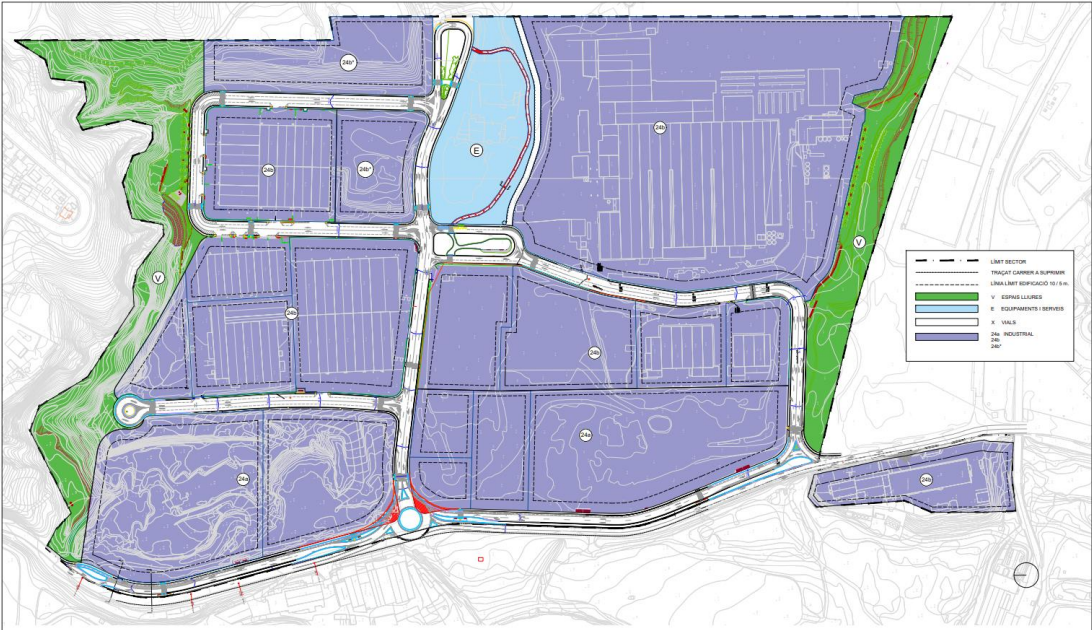 24b*
24b
24b
24b*
E
V
V
24b
24b
24a
24a
24b
LÍMIT SECTOR
TRAÇAT CARRER A SUPRIMIR
LÍNIA LÍMIT EDIFICACIÓ 10 / 5 m.
V ESPAIS LLIURES
E EQUIPAMENTS I SERVEIS
X VIALS
24a INDUSTRIAL
24b
24b*